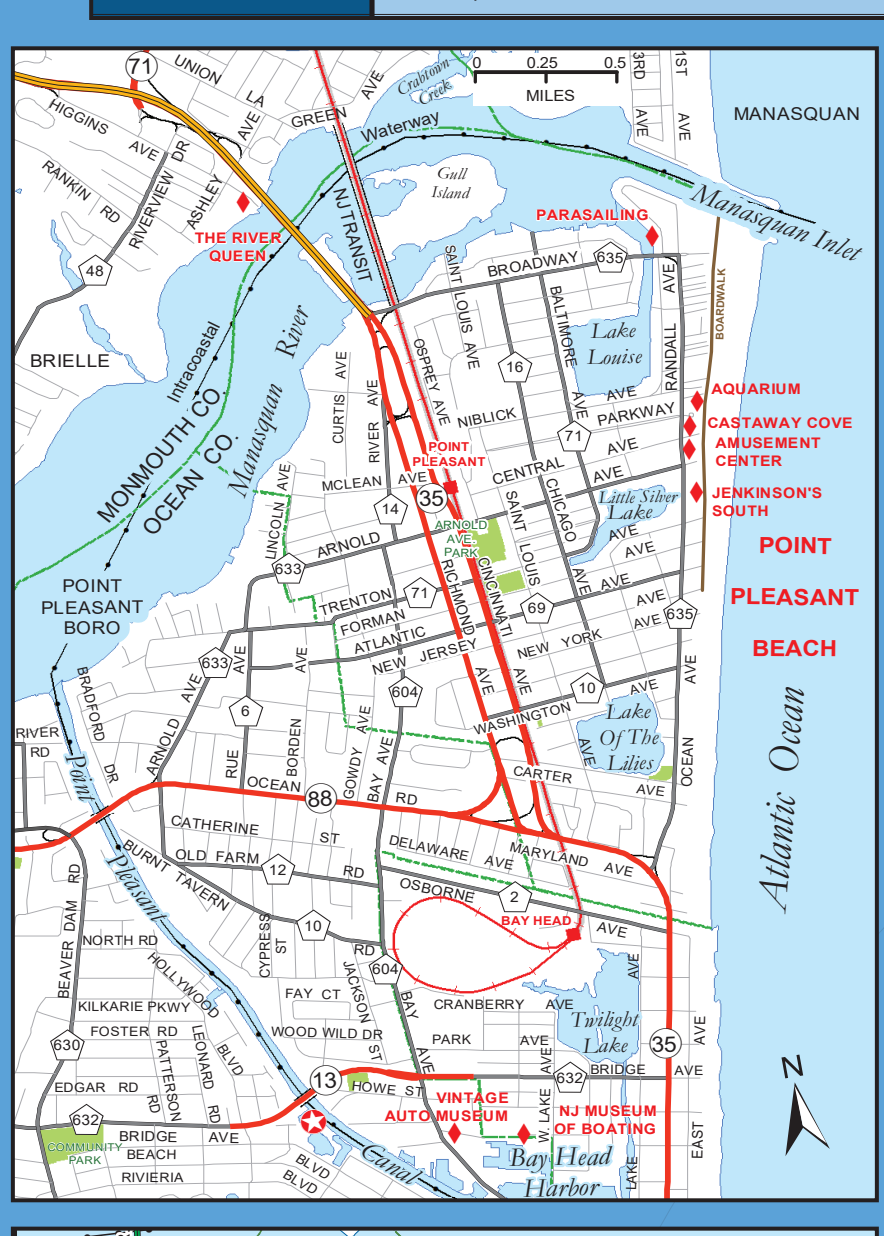 71
UNION
LA
AVE
GREEN
AVE
Crabtown
Creek
0
0.25
0.5
MILES
3RD
AVE
1ST
AVE
MANASQUAN
HIGGINS
AVE
RANKIN RD
RIVERVIEW DR
ASHLEY
Waterway
Gull
Island
NJ TRANSIT
THE RIVER
QUEEN
PARASAILING
Manasquan Inlet
48
SAINT LOUIS AVE
BROADWAY
635
BALTIMORE
AVE
RANDALL
AVE
BOARDWALK
Intracoastal
BRIELLE
Manasquan River
Lake
Louise
16
OSPREY AVE
CURTIS AVE
RIVER AVE
MONMOUTH CO.
OCEAN CO.
NIBLICK
AVE
PARKWAY
AVE
71
AQUARIUM
CASTAWAY COVE
AMUSEMENT
CENTER
JENKINSON'S
SOUTH
POINT
PLEASANT
MCLEAN AVE
CENTRAL
AVE
35
14
LINCOLN AVE
ARNOLD
633
ARNOLD
AVE.
PARK
SAINT LOUIS
CHICAGO
AVE
Little Silver
Lake
AVE
AVE
AVE
POINT
PLEASANT
BEACH
POINT
PLEASANT
BORO
TRENTON
71
FORMAN
ATLANTIC
NEW JERSEY
RICHMOND
AVE
CINCINNATI
AVE
69
NEW YORK
AVE
AVE
635
633
AVE
AVE
ARNOLD
AVE
604
10
AVE
WASHINGTON
AVE
Lake
Of The
Lilies
OCEAN
AVE
Atlantic Ocean
BRADFORD DR
RIVER
RD
6
RUE
BORDEN
GOWDY
AVE
BAY AVE
OCEAN
88
RD
CARTER
AVE
Point
Pleasant
Canal
CATHERINE
ST
OLD FARM
12
RD
DELAWARE AVE
MARYLAND
AVE
BURNT TAVERN
10
RD
OSBORNE
2
AVE
BAY HEAD
BEAVER DAM RD
NORTH RD
HOLLYWOOD
BLVD
CYPRESS
ST
JACKSON
ST
604
BAY
AVE
FAY CT
WOOD WILD DR
CRANBERRY AVE
AVE
Twilight
Lake
KILKARIE PKWY
FOSTER RD
630
EDGAR RD
PATTERSON
RD
LEONARD
RD
PARK AVE
AVE
35
AVE
13
HOWE ST
632
BRIDGE
AVE
632
BRIDGE AVE
BEACH
RIVIERIA
COMMUNITY
PARK
BLVD
BLVD
VINTAGE
AUTO MUSEUM
W. LAKE
NJ MUSEUM
OF BOATING
Bay Head
Harbor
LAKE
EAST